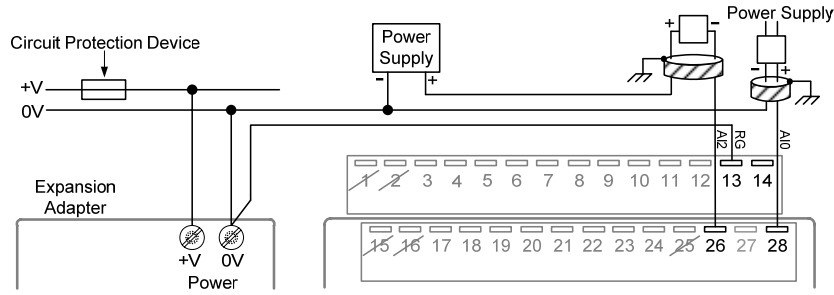 Power Supply
Circuit Protection Device
Power
Supply
+ -
- +
- +
+V
0V
AI2
RG
AI0
1 2 3 4 5 6 7 8 9 10 11 12 13 14
Expansion
Adapter
15 16 17 18 19 20 21 22 23 24 25 26 27 28
+V 0V
Power